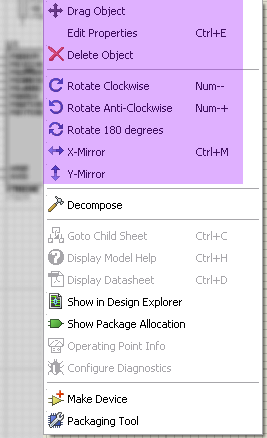 Drag Object
Edit Properties Ctrl+E
Delete Object
Rotate Clockwise Num--
Rotate Anti-Clockwise Num-+
Rotate 180 degrees
X-Mirror Ctrl+M
Y-Mirror
Decompose
Goto Child Sheet Ctrl+C
Display Model Help Ctrl+H
Display Datasheet Ctrl+D
Show in Design Explorer
Show Package Allocation
Operating Point Info
Configure Diagnostics
Make Device
Packaging Tool